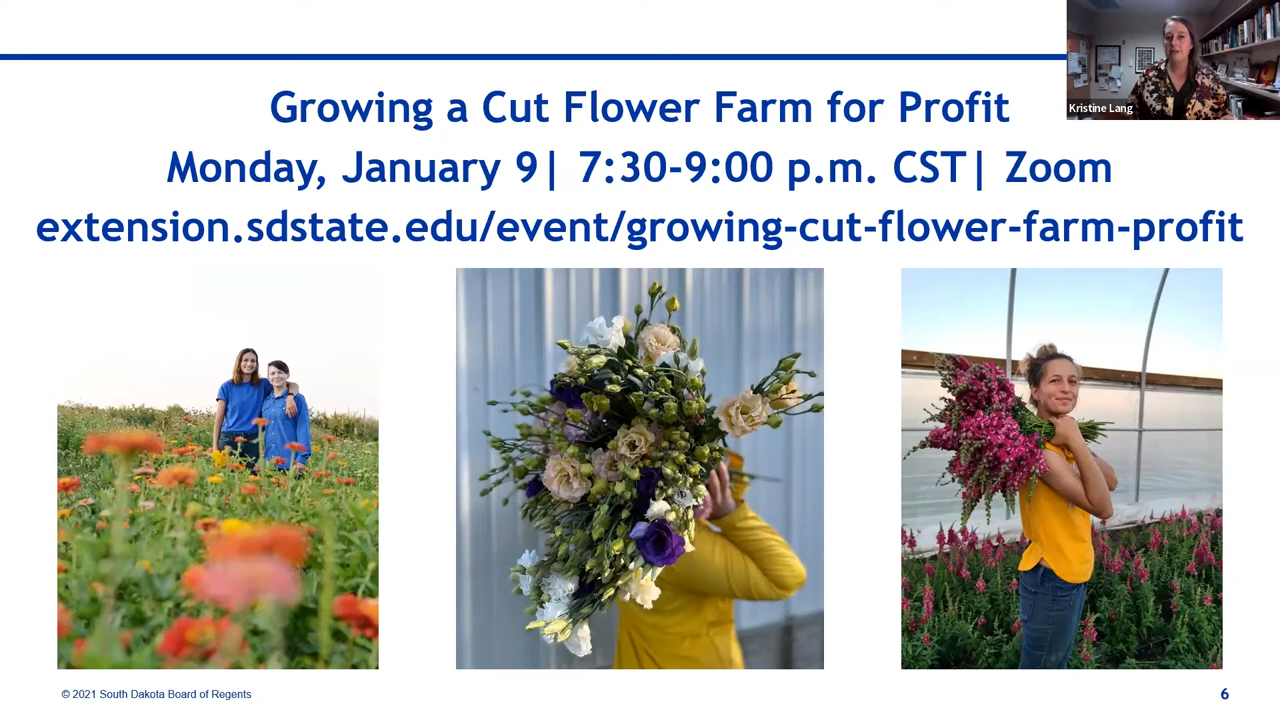 Kristine Lang
Growing a Cut Flower Farm for Profit
Monday, January 9| 7:30-9:00 p.m. CST| Zoom
extension.sdstate.edu/event/growing-cut-flower-farm-profit
© 2021 South Dakota Board of Regents
6